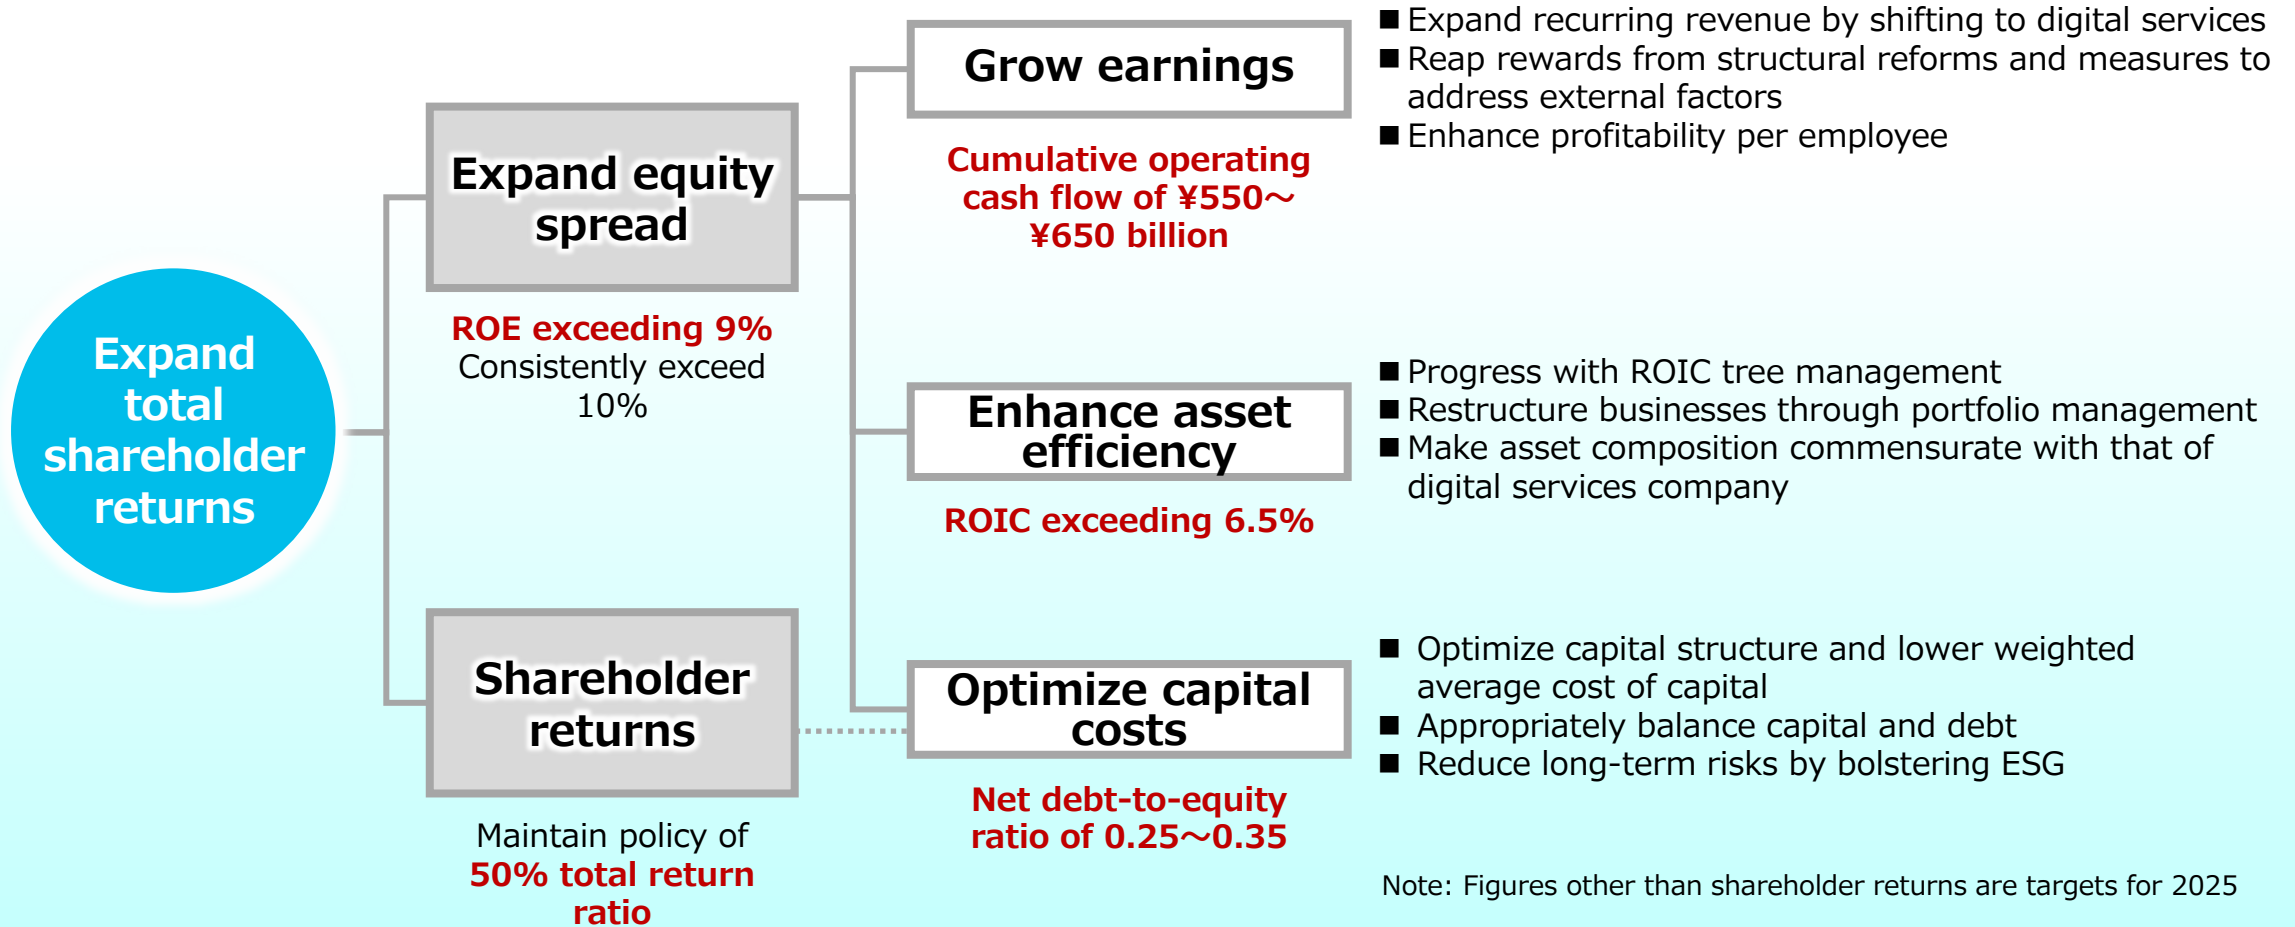 Expand
total
shareholder
returns
Expand equity
spread
ROE exceeding 9%
Consistently exceed
10%
Shareholder
returns
Maintain policy of
50% total return
ratio
Grow earnings
Cumulative operating
cash flow of ¥550～
¥650 billion
■ Expand recurring revenue by shifting to digital services
■ Reap rewards from structural reforms and measures to
address external factors
■ Enhance profitability per employee
Enhance asset
efficiency
ROIC exceeding 6.5%
■ Progress with ROIC tree management
■ Restructure businesses through portfolio management
■ Make asset composition commensurate with that of
digital services company
Optimize capital
costs
Net debt-to-equity
ratio of 0.25～0.35
■ Optimize capital structure and lower weighted
average cost of capital
■ Appropriately balance capital and debt
■ Reduce long-term risks by bolstering ESG
Note: Figures other than shareholder returns are targets for 2025